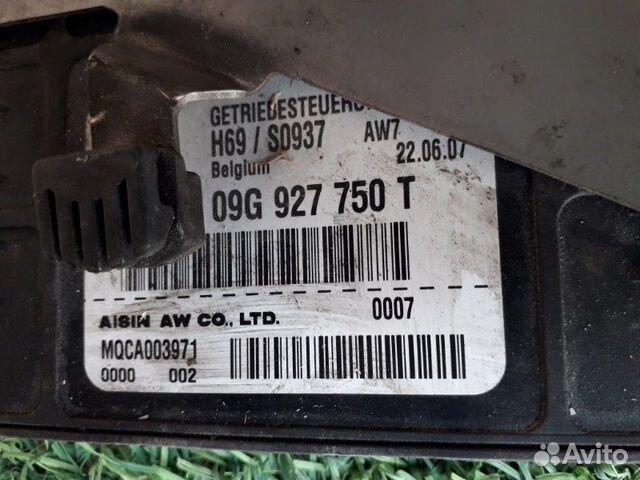 H69 / S0937 AW7
Belgium 22.06.07
09G 927 750 T
AISIN AW CO., LTD. 0007
MQCA003971
0000 002
Avito